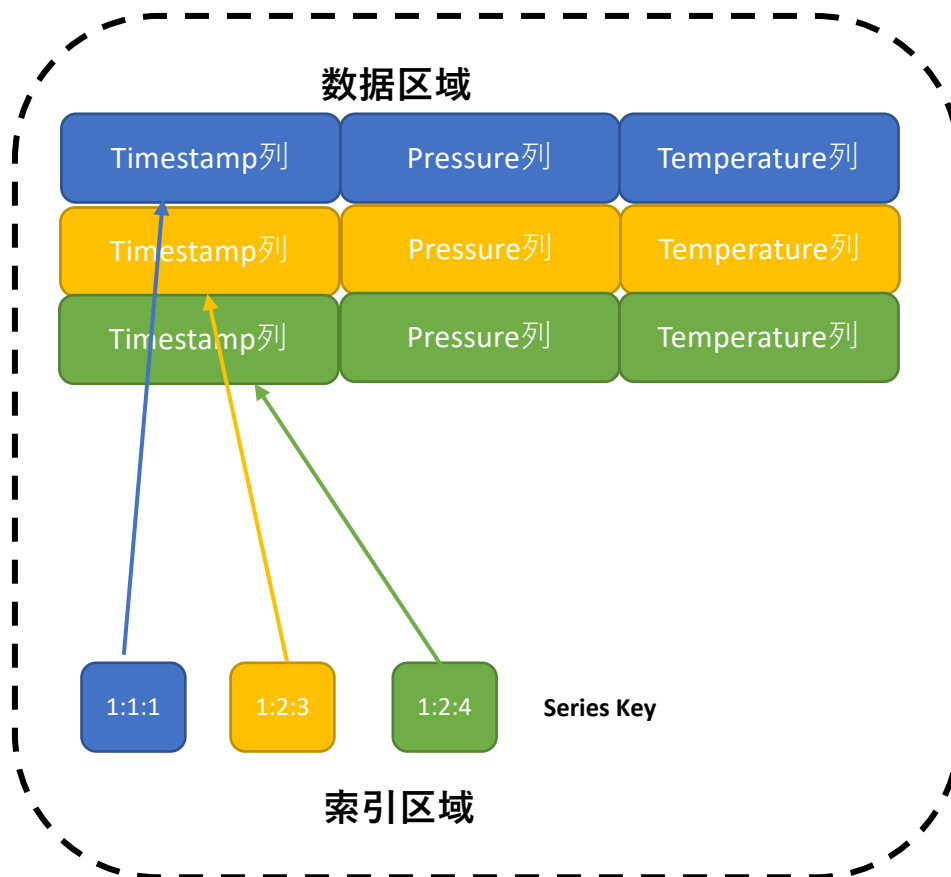 数据区域
Timestamp列 Pressure列 Temperature列
Timestamp列 Pressure列 Temperature列
Timestamp列 Pressure列 Temperature列
1:1:1 1:2:3 1:2:4 Series Key
索引区域